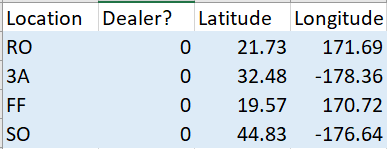 Location Dealer? Latitude Longitude
RO 0 21.73 171.69
3A 0 32.48 -178.36
FF 0 19.57 170.72
SO 0 44.83 -176.64